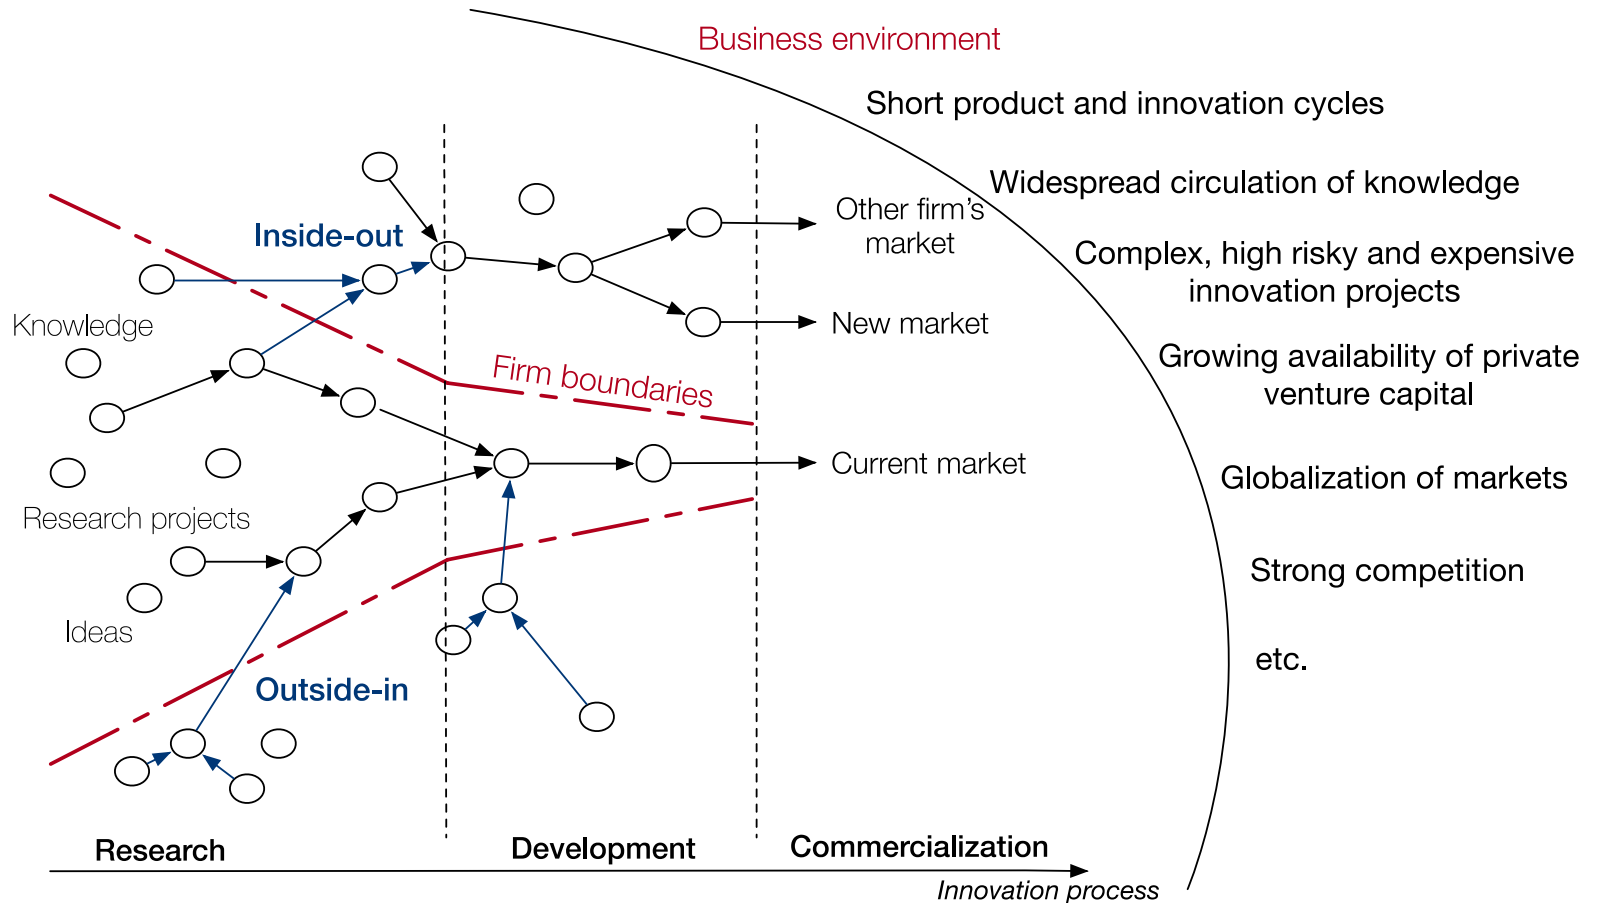 Business environment
Short product and innovation cycles
Widespread circulation of knowledge
Other firm's
market
Inside-out
Complex, high risky and expensive
innovation projects
Knowledge
New market
Growing availability of private
venture capital
Firm boundaries
Current market
Globalization of markets
Research projects
Strong competition
Ideas
etc.
Outside-in
Research
Development
Commercialization
Innovation process